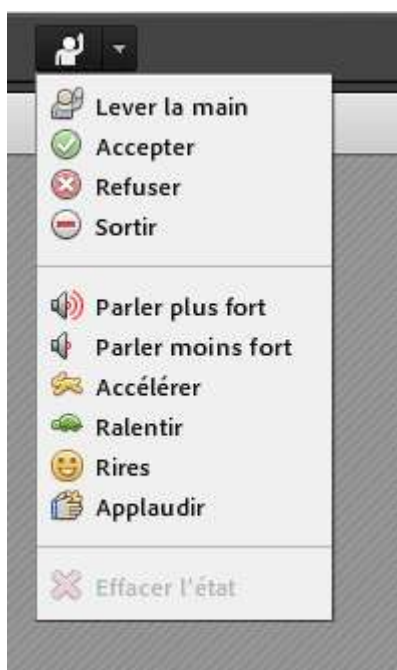 Lever la main
Accepter
Refuser
Sortir
Parler plus fort
Parler moins fort
Accélérer
Ralentir
Rires
Applaudir
Effacer l'état